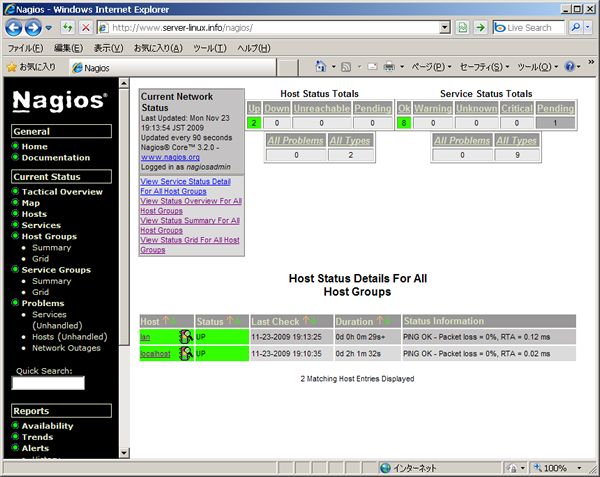 Nagios - Windows Internet Explorer
http://www.server-linux.info/nagios/
Live Search
ファイル(F) 編集(E) 表示(V) お気に入り(A) ツール(T) ヘルプ(H)
お気に入り
Nagios
ページ(P) セーフティ(S) ツール(O)
Nagios®
General
Home
Documentation
Current Status
Tactical Overview
Map
Hosts
Services
Host Groups
Summary
Grid
Service Groups
Summary
Grid
Problems
Services
(Unhandled)
Hosts (Unhandled)
Network Outages
Quick Search:
Reports
Availability
Trends
Alerts
History
Current Network
Status
Last Updated: Mon Nov 23
19:13:54 JST 2009
Updated every 90 seconds
Nagios® Core™ 3.2.0 -
www.nagios.org
Logged in as nagiosadmin
View Service Status Detail
For All Host Groups
View Status Overview For All
Host Groups
View Status Summary For All
Host Groups
View Status Grid For All Host
Groups
Host Status Totals
Up Down Unreachable Pending
2 0 0 0
All Problems All Types
0 2
Service Status Totals
Ok Warning Unknown Critical Pending
8 0 0 0 1
All Problems All Types
0 9
Host Status Details For All
Host Groups
Host Status Last Check Duration Status Information
lan UP 11-23-2009 19:13:25 0d 0h 0m 29s+ PING OK - Packet loss = 0%, RTA = 0.12 ms
localhost UP 11-23-2009 19:10:35 0d 2h 1m 32s PING OK - Packet loss = 0%, RTA = 0.02 ms
2 Matching Host Entries Displayed
インターネット
100%